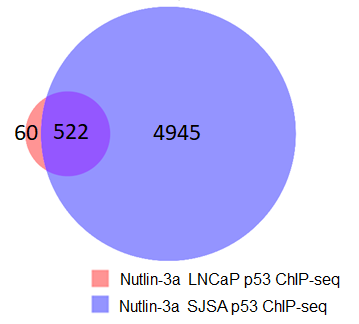 60 522 4945
Nutlin-3a LNCaP p53 ChIP-seq
Nutlin-3a SJSA p53 ChIP-seq